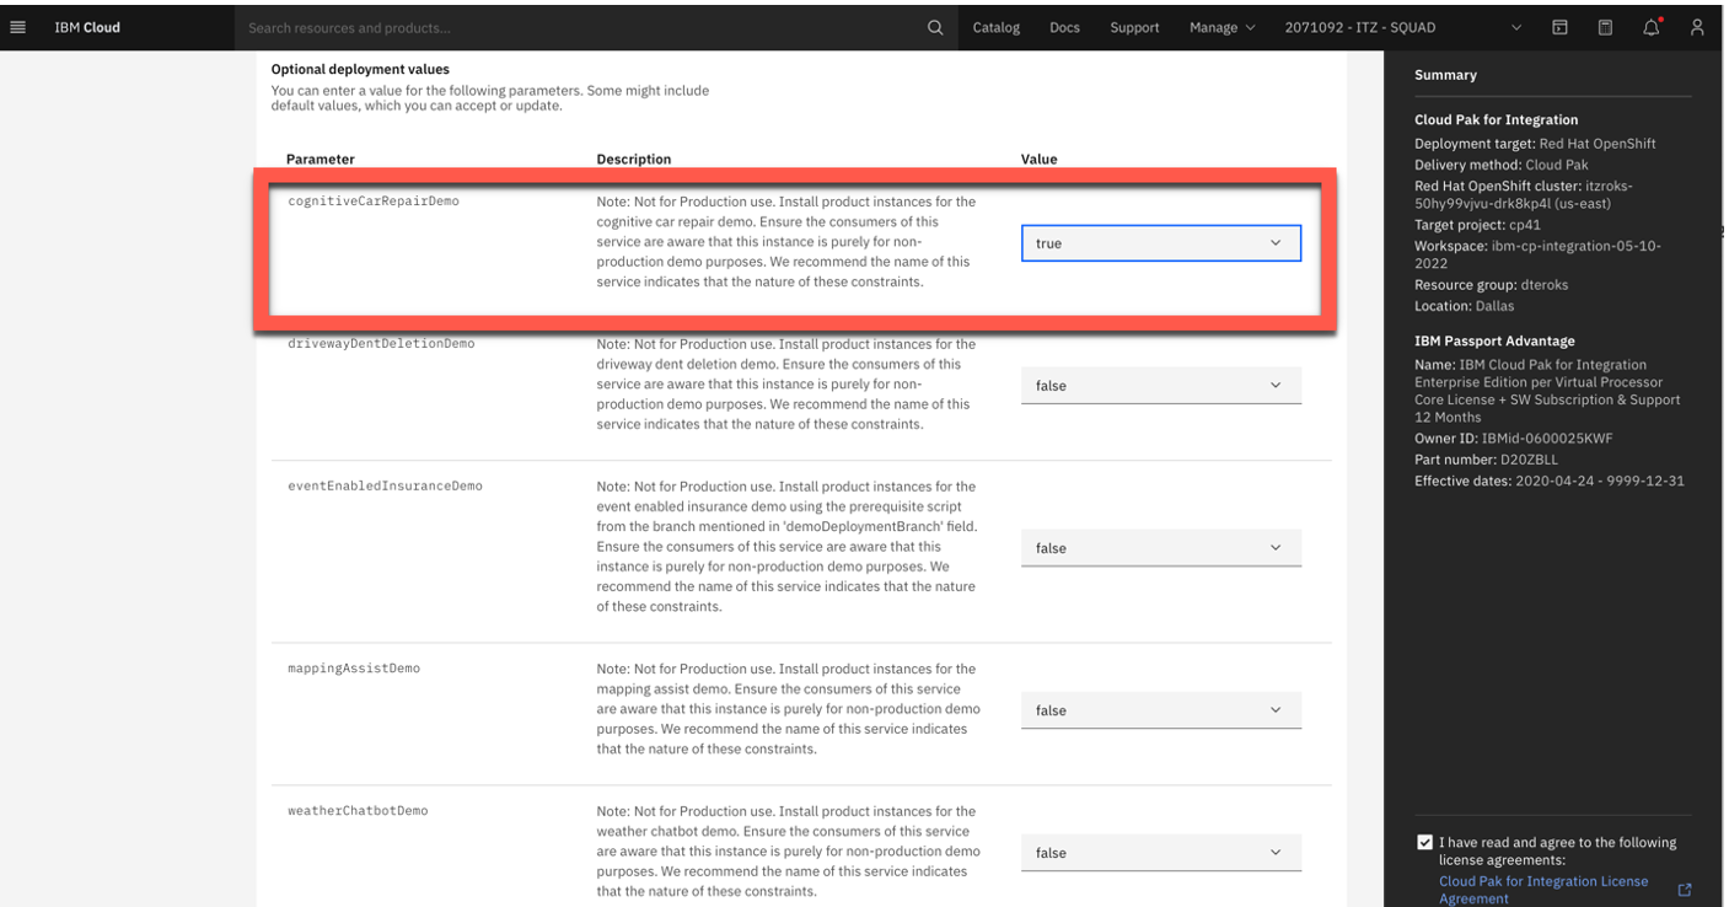 IBM Cloud
Search resources and products...
Catalog
Docs
Support
Manage
2071092 - ITZ - SQUAD
Optional deployment values
You can enter a value for the following parameters. Some might include
default values, which you can accept or update.
Parameter
Description
Value
cognitiveCarRepairDemo
Note: Not for Production use. Install product instances for the
cognitive car repair demo. Ensure the consumers of this
service are aware that this instance is purely for non-
production demo purposes. We recommend the name of this
service indicates that the nature of these constraints.
true
drivewayDentDeletionDemo
Note: Not for Production use. Install product instances for the
driveway dent deletion demo. Ensure the consumers of this
service are aware that this instance is purely for non-
production demo purposes. We recommend the name of this
service indicates that the nature of these constraints.
false
eventEnabledInsuranceDemo
Note: Not for Production use. Install product instances for the
event enabled insurance demo using the prerequisite script
from the branch mentioned in 'demoDeploymentBranch' field.
Ensure the consumers of this service are aware that this
instance is purely for non-production demo purposes. We
recommend the name of this service indicates that the nature
of these constraints.
false
mappingAssistDemo
Note: Not for Production use. Install product instances for the
mapping assist demo. Ensure the consumers of this service
are aware that this instance is purely for non-production demo
purposes. We recommend the name of this service indicates
that the nature of these constraints.
false
weatherChatbotDemo
Note: Not for Production use. Install product instances for the
weather chatbot demo. Ensure the consumers of this service
are aware that this instance is purely for non-production demo
purposes. We recommend the name of this service indicates
that the nature of these constraints.
false
Summary
Cloud Pak for Integration
Deployment target: Red Hat OpenShift
Delivery method: Cloud Pak
Red Hat OpenShift cluster: itzroks-
50hy99vjvu-drk8kp4l (us-east)
Target project: cp41
Workspace: ibm-cp-integration-05-10-
2022
Resource group: dteroks
Location: Dallas
IBM Passport Advantage
Name: IBM Cloud Pak for Integration
Enterprise Edition per Virtual Processor
Core License + SW Subscription & Support
12 Months
Owner ID: IBMid-0600025KWF
Part number: D20ZBLL
Effective dates: 2020-04-24 - 9999-12-31
I have read and agree to the following
license agreements:
Cloud Pak for Integration License
Agreement